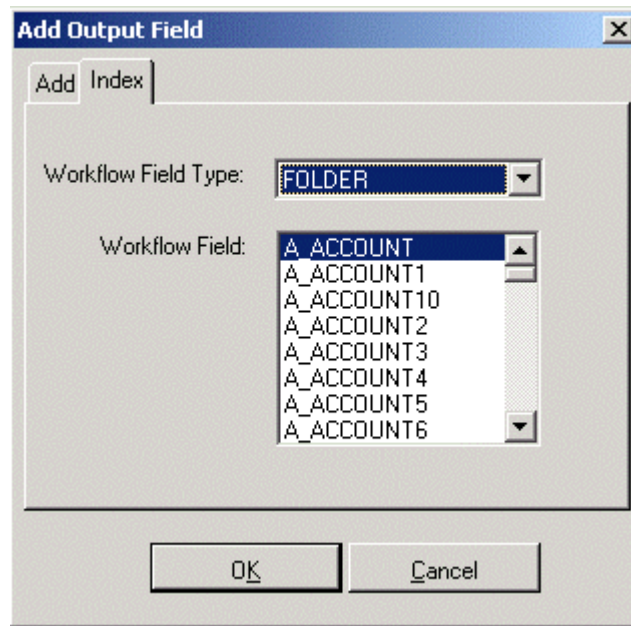 Add Output Field
Add Index
Workflow Field Type: FOLDER
Workflow Field: A_ACCOUNT
A_ACCOUNT1
A_ACCOUNT10
A_ACCOUNT2
A_ACCOUNT3
A_ACCOUNT4
A_ACCOUNT5
A_ACCOUNT6
OK Cancel